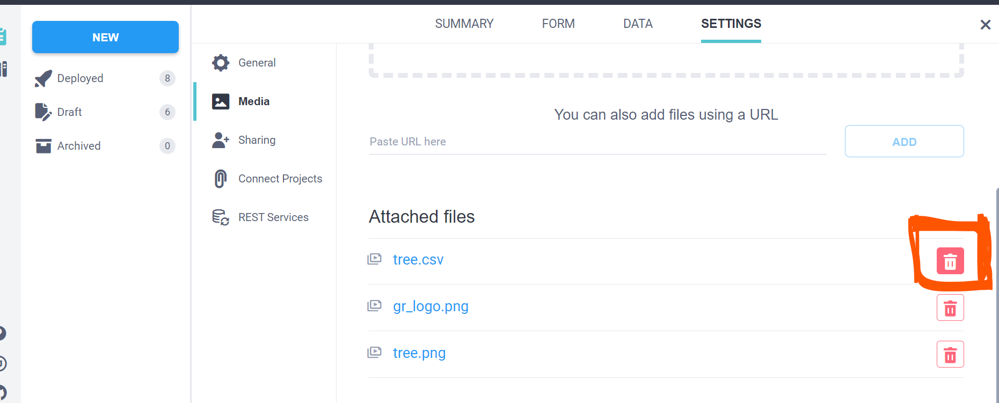 SUMMARY FORM DATA SETTINGS
NEW
Deployed 8
Draft 6
Archived 0
General
Media
Sharing
Connect Projects
REST Services
You can also add files using a URL
Paste URL here
ADD
Attached files
tree.csv
gr_logo.png
tree.png